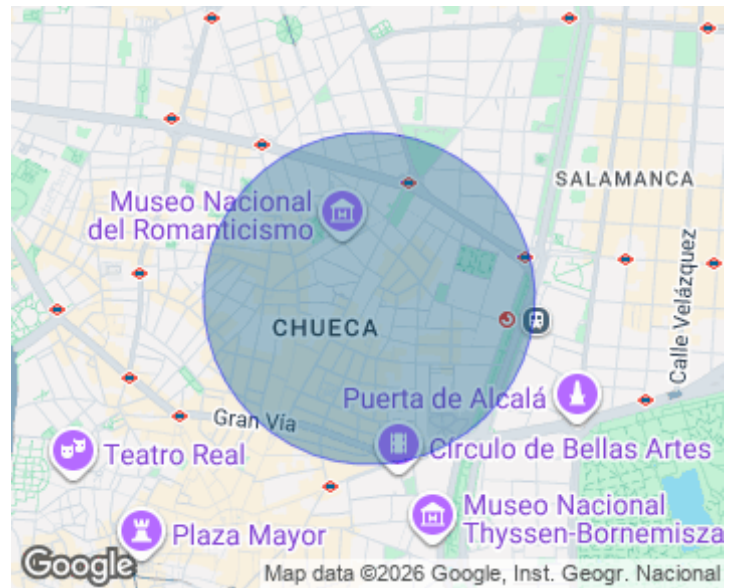 SALAMANCA
Museo Nacional
del Romanticismo
Calle Velázquez
CHUECA
Puerta de Alcalá
Gran Vía
Círculo de Bellas Artes
Teatro Real
Museo Nacional
Thyssen-Bornemisza
Plaza Mayor
Google
Map data ©2026 Google, Inst. Geogr. Nacional